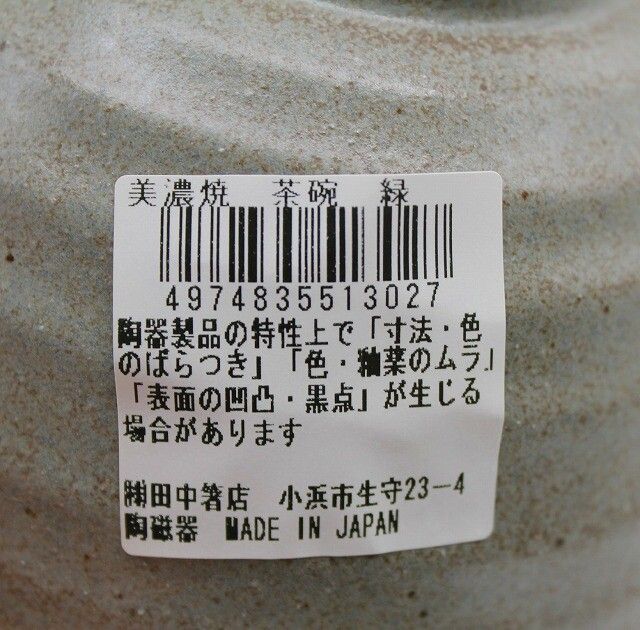 美濃焼　茶碗　緑
4974835513027
陶器製品の特性上で「寸法・色
のばらつき」「色・釉薬のムラ」
「表面の凹凸・黒点」が生じる
場合があります
㈱田中箸店　小浜市生守23－4
陶磁器　MADE IN JAPAN